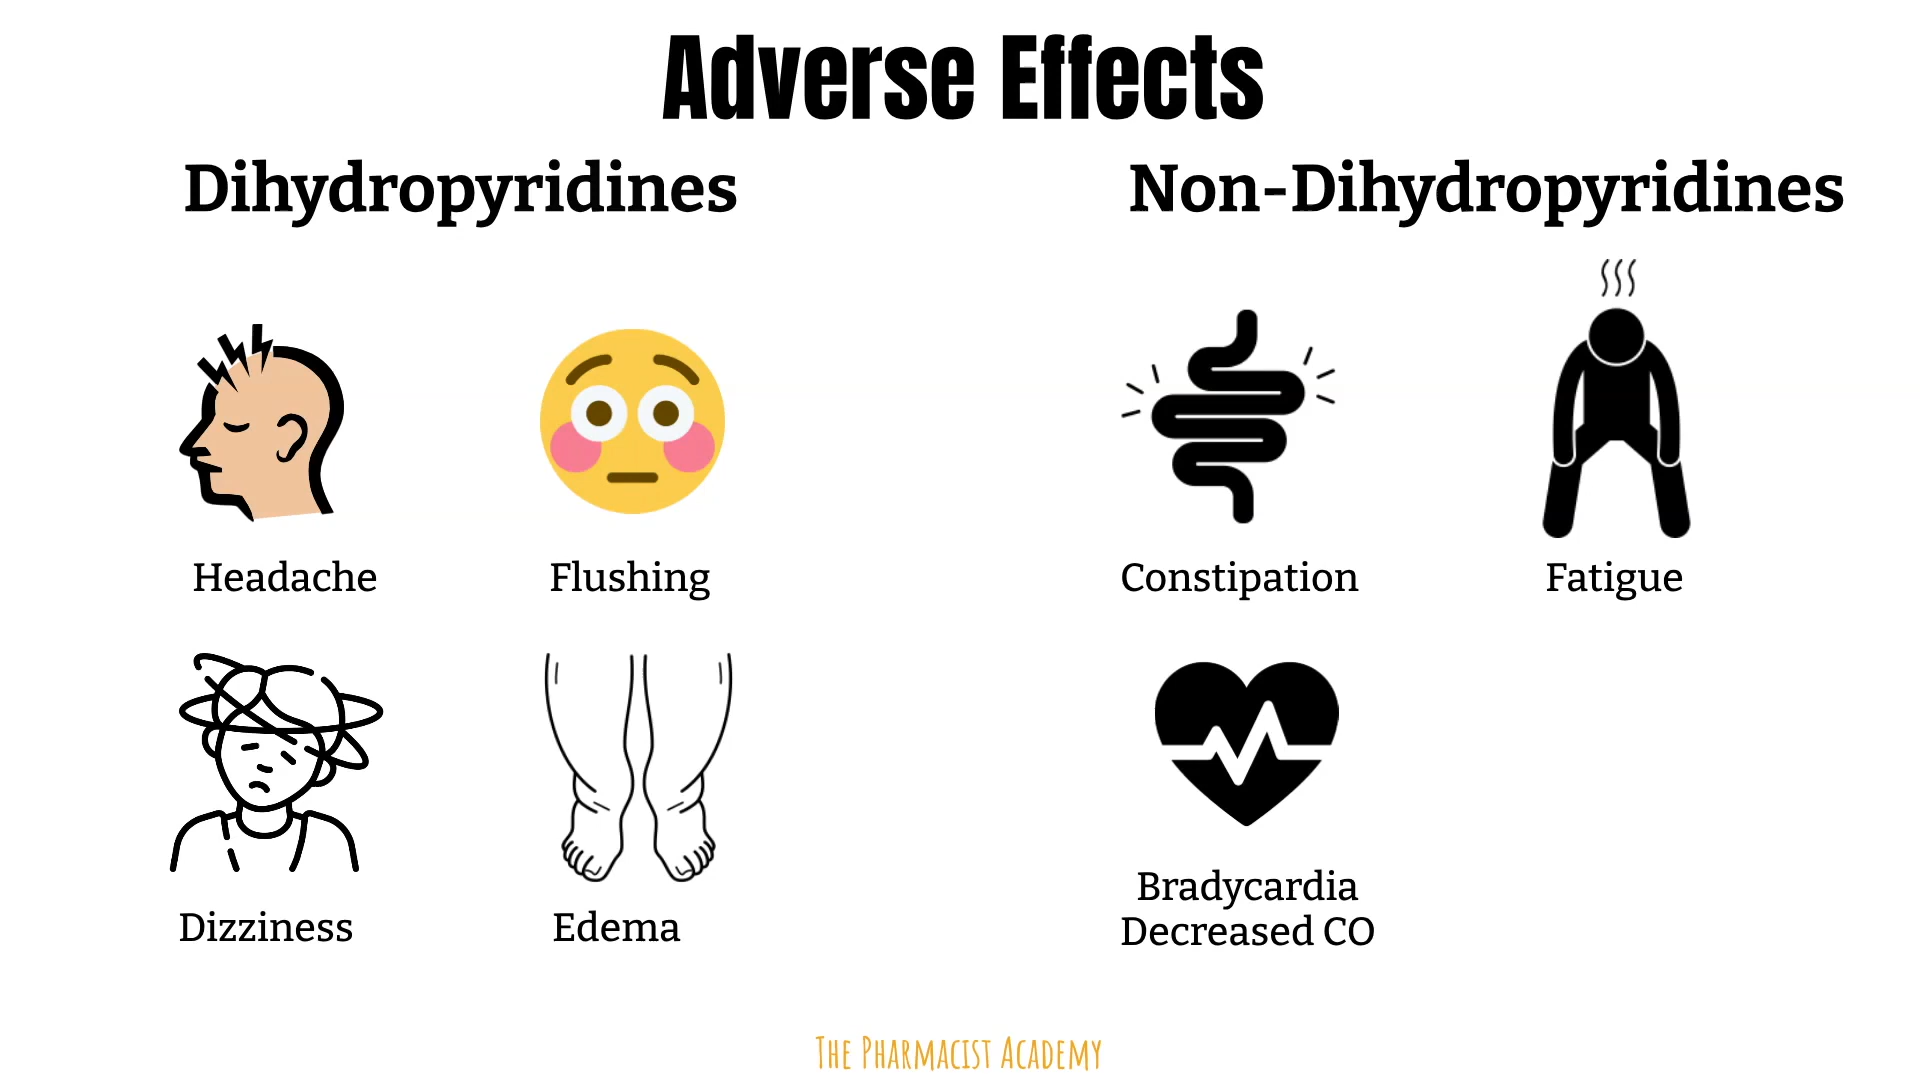 Adverse Effects
Dihydropyridines
Non-Dihydropyridines
Headache
Flushing
Constipation
Fatigue
Dizziness
Edema
Bradycardia
Decreased CO
The Pharmacist Academy